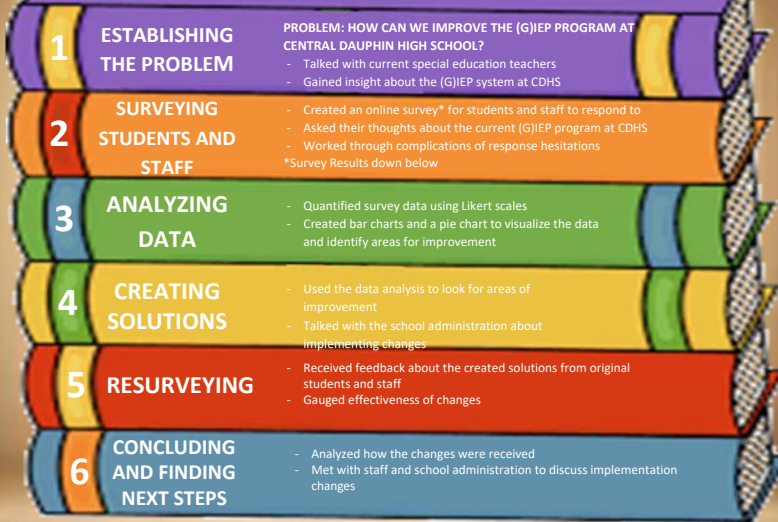 1
ESTABLISHING
THE PROBLEM
PROBLEM: HOW CAN WE IMPROVE THE (G)IEP PROGRAM AT
CENTRAL DAUPHIN HIGH SCHOOL?
- Talked with current special education teachers
- Gained insight about the (G)IEP system at CDHS
2
SURVEYING
STUDENTS AND
STAFF
- Created an online survey* for students and staff to respond to
- Asked their thoughts about the current (G)IEP program at CDHS
- Worked through complications of response hesitations
*Survey Results down below
3
ANALYZING
DATA
- Quantified survey data using Likert scales
- Created bar charts and a pie chart to visualize the data
and identify areas for improvement
4
CREATING
SOLUTIONS
- Used the data analysis to look for areas of
improvement
- Talked with the school administration about
implementing changes
5
RESURVEYING
- Received feedback about the created solutions from original
students and staff
- Gauged effectiveness of changes
6
CONCLUDING
AND FINDING
NEXT STEPS
- Analyzed how the changes were received
- Met with staff and school administration to discuss implementation
changes